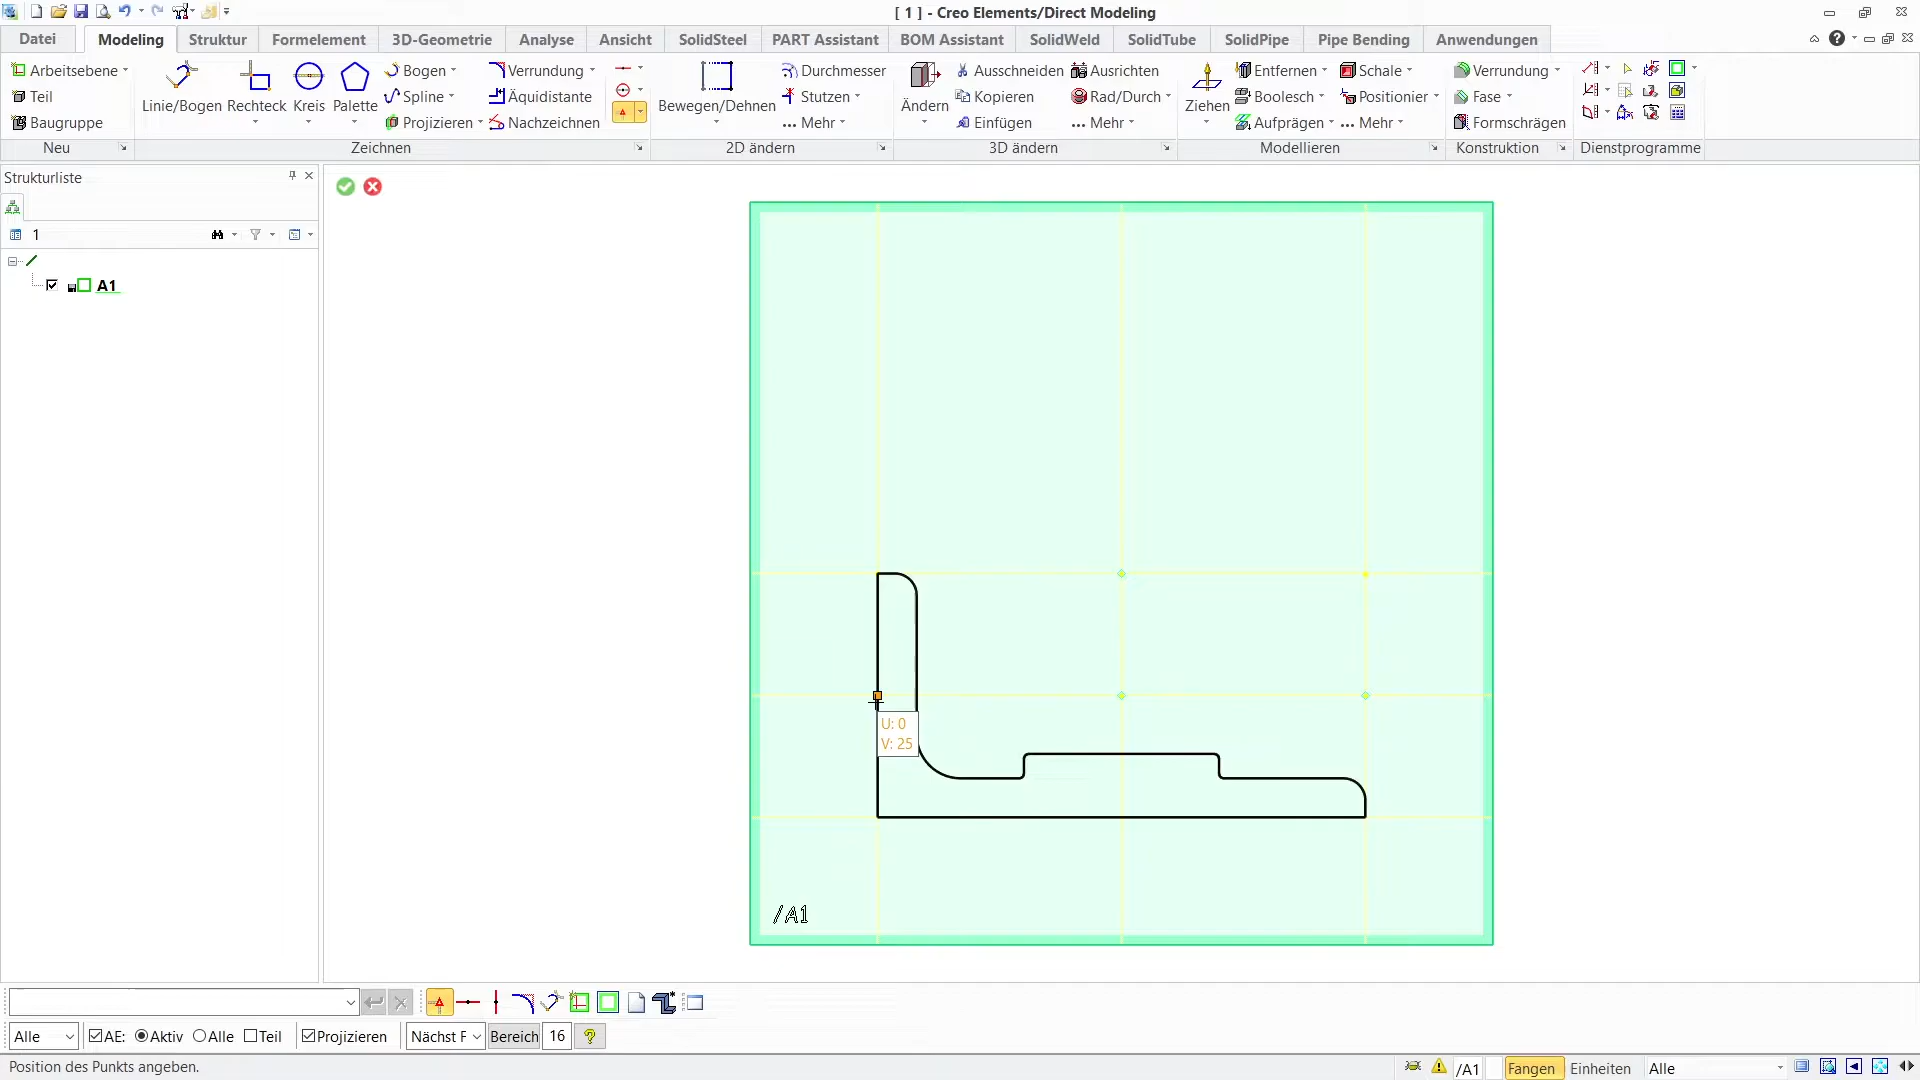 [ 1 ] - Creo Elements/Direct Modeling
Datei Modeling Struktur Formelement 3D-Geometrie Analyse Ansicht SolidSteel PART Assistant BOM Assistant SolidWeld SolidTube SolidPipe Pipe Bending Anwendungen
Arbeitsebene Bogen Verrundung Durchmesser Ausschneiden Ausrichten Entfernen Schale Verrundung
Teil Linie/Bogen Rechteck Kreis Palette Spline Äquidistante Bewegen/Dehnen Stutzen Ändern Kopieren Rad/Durch Ziehen Boolesch Positionier Fase
Baugruppe Projizieren Nachzeichnen Mehr Einfügen Mehr Aufprägen Mehr Formschrägen
Neu Zeichnen 2D ändern 3D ändern Modellieren Konstruktion Dienstprogramme
Strukturliste
1
A1
U: 0
V: 25
/A1
Alle AE: Aktiv Alle Teil Projizieren Nächst F Bereich 16
Position des Punkts angeben. /A1 Fangen Einheiten Alle